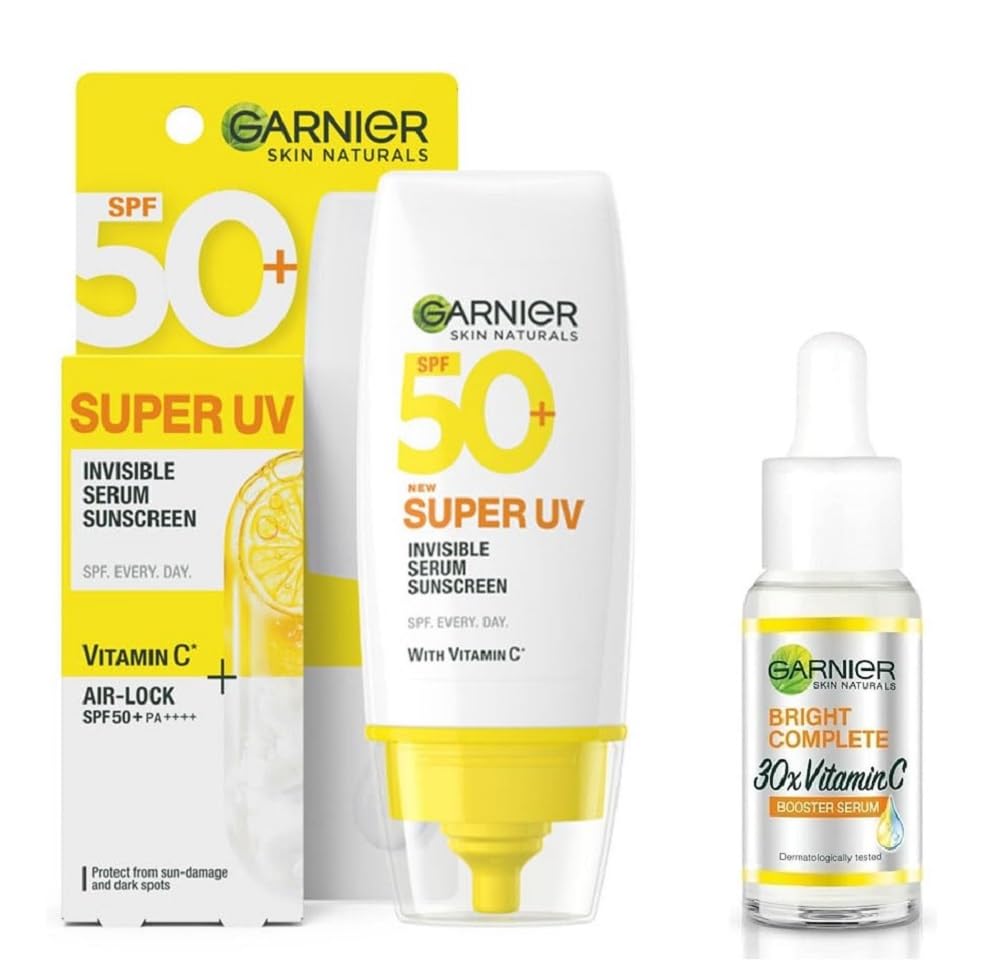 GARNIER
SKIN NATURALS
SPF
50+
SUPER UV
INVISIBLE
SERUM
SUNSCREEN
SPF. EVERY. DAY.
VITAMIN C*
+
AIR-LOCK
SPF50+ PA++++
Protect from sun-damage
and dark spots
GARNIER
SKIN NATURALS
SPF
50+
NEW
SUPER UV
INVISIBLE
SERUM
SUNSCREEN
SPF. EVERY. DAY.
WITH VITAMIN C*
GARNIER
SKIN NATURALS
BRIGHT
COMPLETE
30x Vitamin C
BOOSTER SERUM
Dermatologically tested